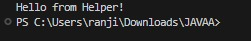 Hello from Helper!
PS C:\Users\ranji\Downloads\JAVAA>